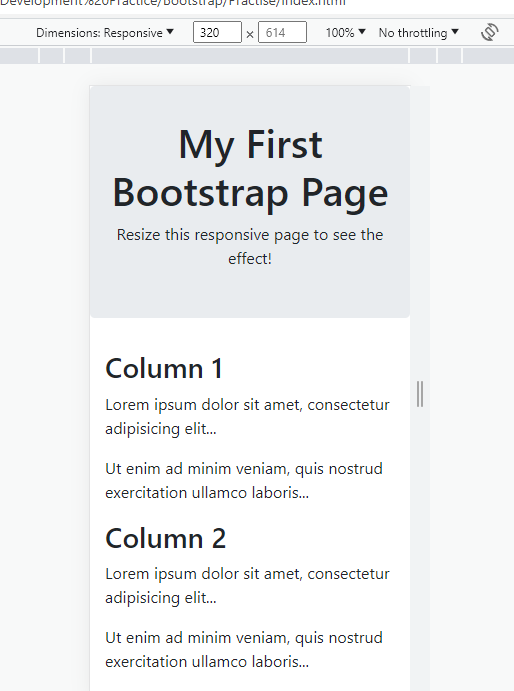 Development%20Practice/Bootstrap/Practise/index.html
Dimensions: Responsive ▼ 320 × 614 100% ▼ No throttling ▼
My First
Bootstrap Page
Resize this responsive page to see the
effect!
Column 1
Lorem ipsum dolor sit amet, consectetur
adipisicing elit...
Ut enim ad minim veniam, quis nostrud
exercitation ullamco laboris...
Column 2
Lorem ipsum dolor sit amet, consectetur
adipisicing elit...
Ut enim ad minim veniam, quis nostrud
exercitation ullamco laboris...